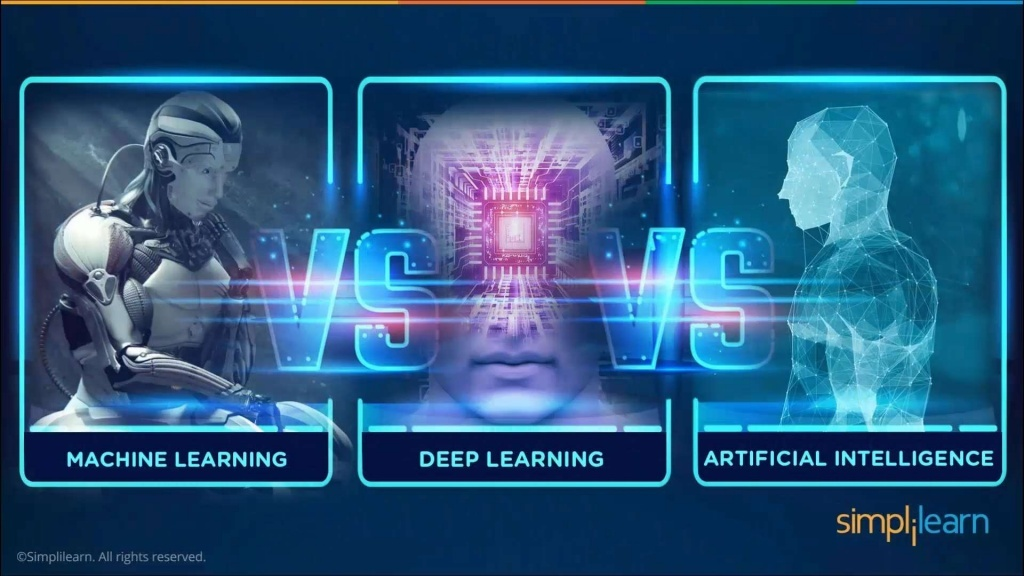 VS
VS
MACHINE LEARNING
DEEP LEARNING
ARTIFICIAL INTELLIGENCE
simplilearn
©Simplilearn. All rights reserved.